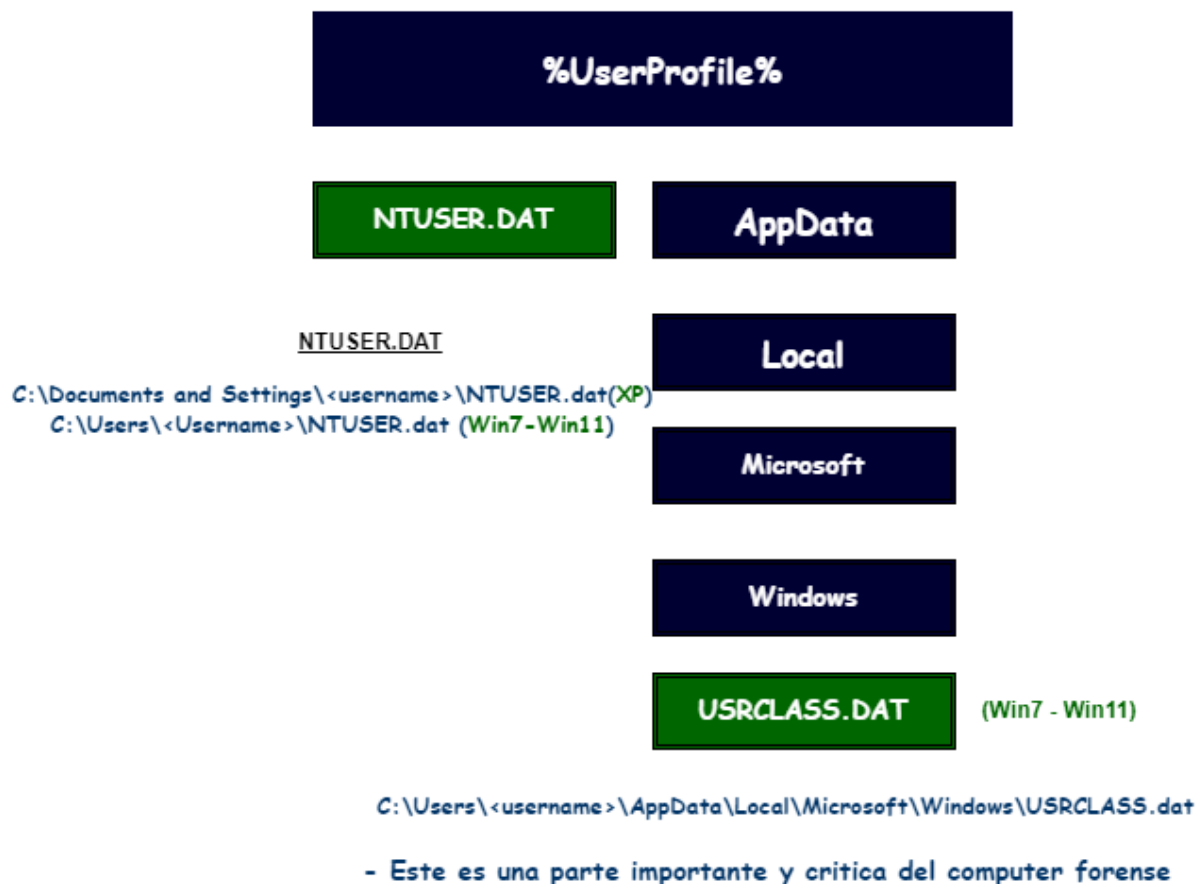 %UserProfile%
NTUSER.DAT
AppData
NTUSER.DAT
Local
C:\Documents and Settings\<username>\NTUSER.dat(XP)
C:\Users\<Username>\NTUSER.dat (Win7-Win11)
Microsoft
Windows
USRCLASS.DAT
(Win7 - Win11)
C:\Users\<username>\AppData\Local\Microsoft\Windows\USRCLASS.dat
- Este es una parte importante y critica del computer forense